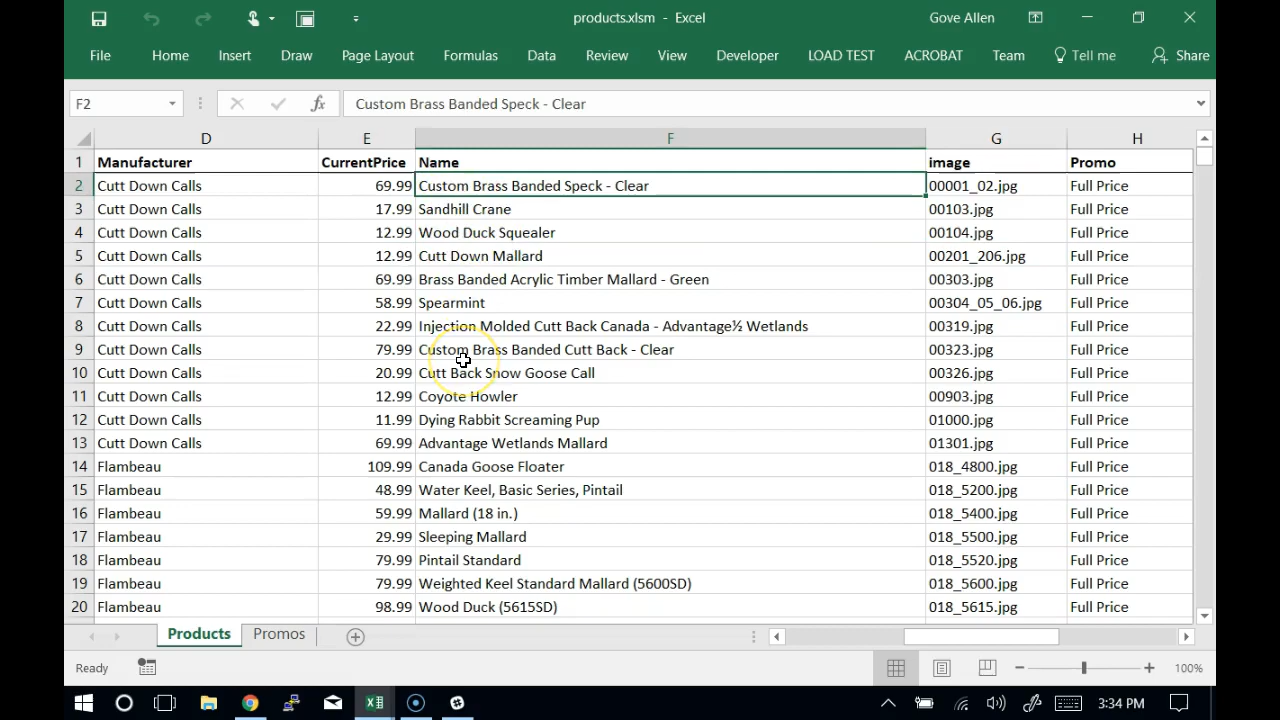 products.xlsm - Excel
Gove Allen
File Home Insert Draw Page Layout Formulas Data Review View Developer LOAD TEST ACROBAT Team Tell me Share
F2 fx Custom Brass Banded Speck - Clear
D E F G H
1 Manufacturer CurrentPrice Name image Promo
2 Cutt Down Calls 69.99 Custom Brass Banded Speck - Clear 00001_02.jpg Full Price
3 Cutt Down Calls 17.99 Sandhill Crane 00103.jpg Full Price
4 Cutt Down Calls 12.99 Wood Duck Squealer 00104.jpg Full Price
5 Cutt Down Calls 12.99 Cutt Down Mallard 00201_206.jpg Full Price
6 Cutt Down Calls 69.99 Brass Banded Acrylic Timber Mallard - Green 00303.jpg Full Price
7 Cutt Down Calls 58.99 Spearmint 00304_05_06.jpg Full Price
8 Cutt Down Calls 22.99 Injection Molded Cutt Back Canada - Advantage½ Wetlands 00319.jpg Full Price
9 Cutt Down Calls 79.99 Custom Brass Banded Cutt Back - Clear 00323.jpg Full Price
10 Cutt Down Calls 20.99 Cutt Back Snow Goose Call 00326.jpg Full Price
11 Cutt Down Calls 12.99 Coyote Howler 00903.jpg Full Price
12 Cutt Down Calls 11.99 Dying Rabbit Screaming Pup 01000.jpg Full Price
13 Cutt Down Calls 69.99 Advantage Wetlands Mallard 01301.jpg Full Price
14 Flambeau 109.99 Canada Goose Floater 018_4800.jpg Full Price
15 Flambeau 48.99 Water Keel, Basic Series, Pintail 018_5200.jpg Full Price
16 Flambeau 59.99 Mallard (18 in.) 018_5400.jpg Full Price
17 Flambeau 29.99 Sleeping Mallard 018_5500.jpg Full Price
18 Flambeau 79.99 Pintail Standard 018_5520.jpg Full Price
19 Flambeau 79.99 Weighted Keel Standard Mallard (5600SD) 018_5600.jpg Full Price
20 Flambeau 98.99 Wood Duck (5615SD) 018_5615.jpg Full Price
Products Promos
Ready 100%
3:34 PM